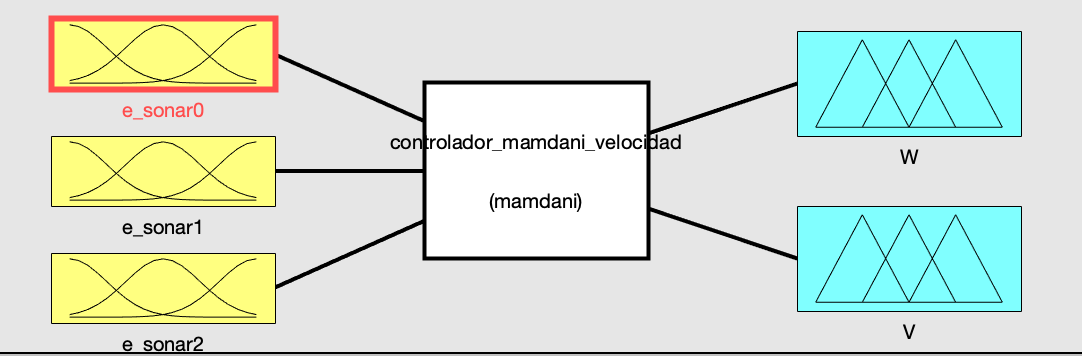 e_sonar0
e_sonar1
e_sonar2
controlador_mamdani_velocidad
(mamdani)
W
V